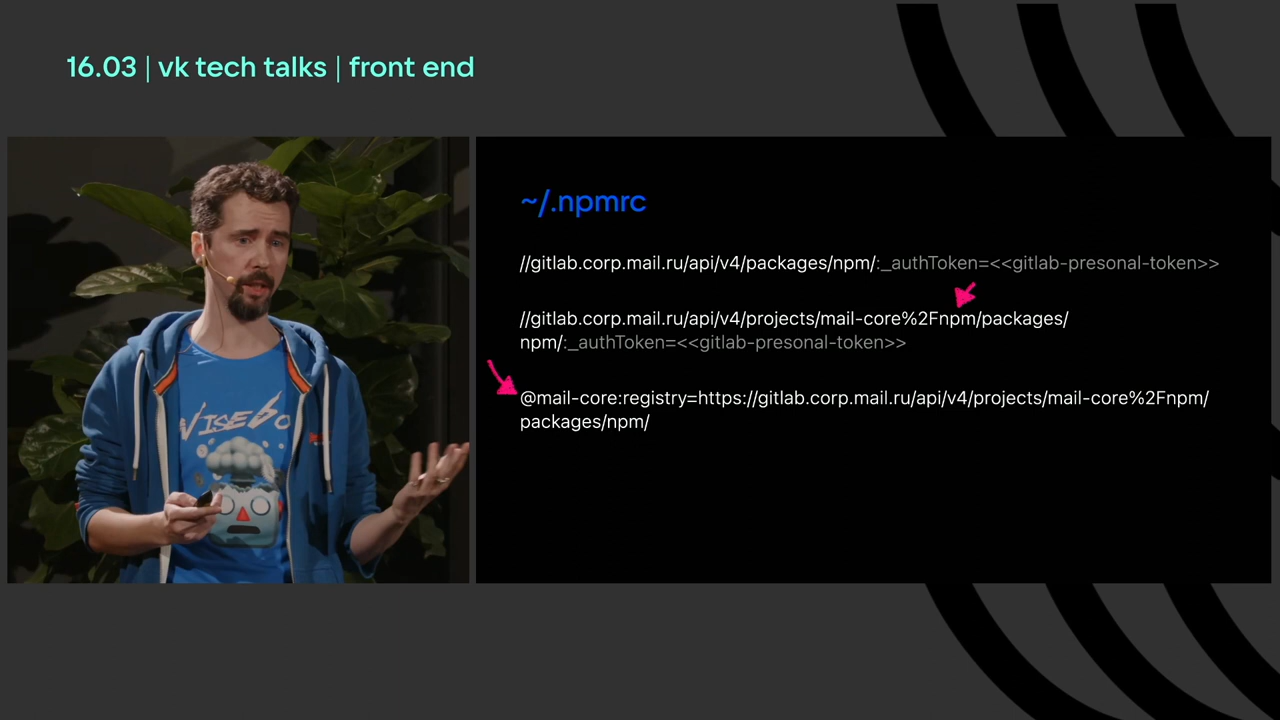 16.03 | vk tech talks | front end
~/.npmrc
//gitlab.corp.mail.ru/api/v4/packages/npm/:_authToken=<<gitlab-presonal-token>>
//gitlab.corp.mail.ru/api/v4/projects/mail-core%2Fnpm/packages/
npm/:_authToken=<<gitlab-presonal-token>>
@mail-core:registry=https://gitlab.corp.mail.ru/api/v4/projects/mail-core%2Fnpm/
packages/npm/